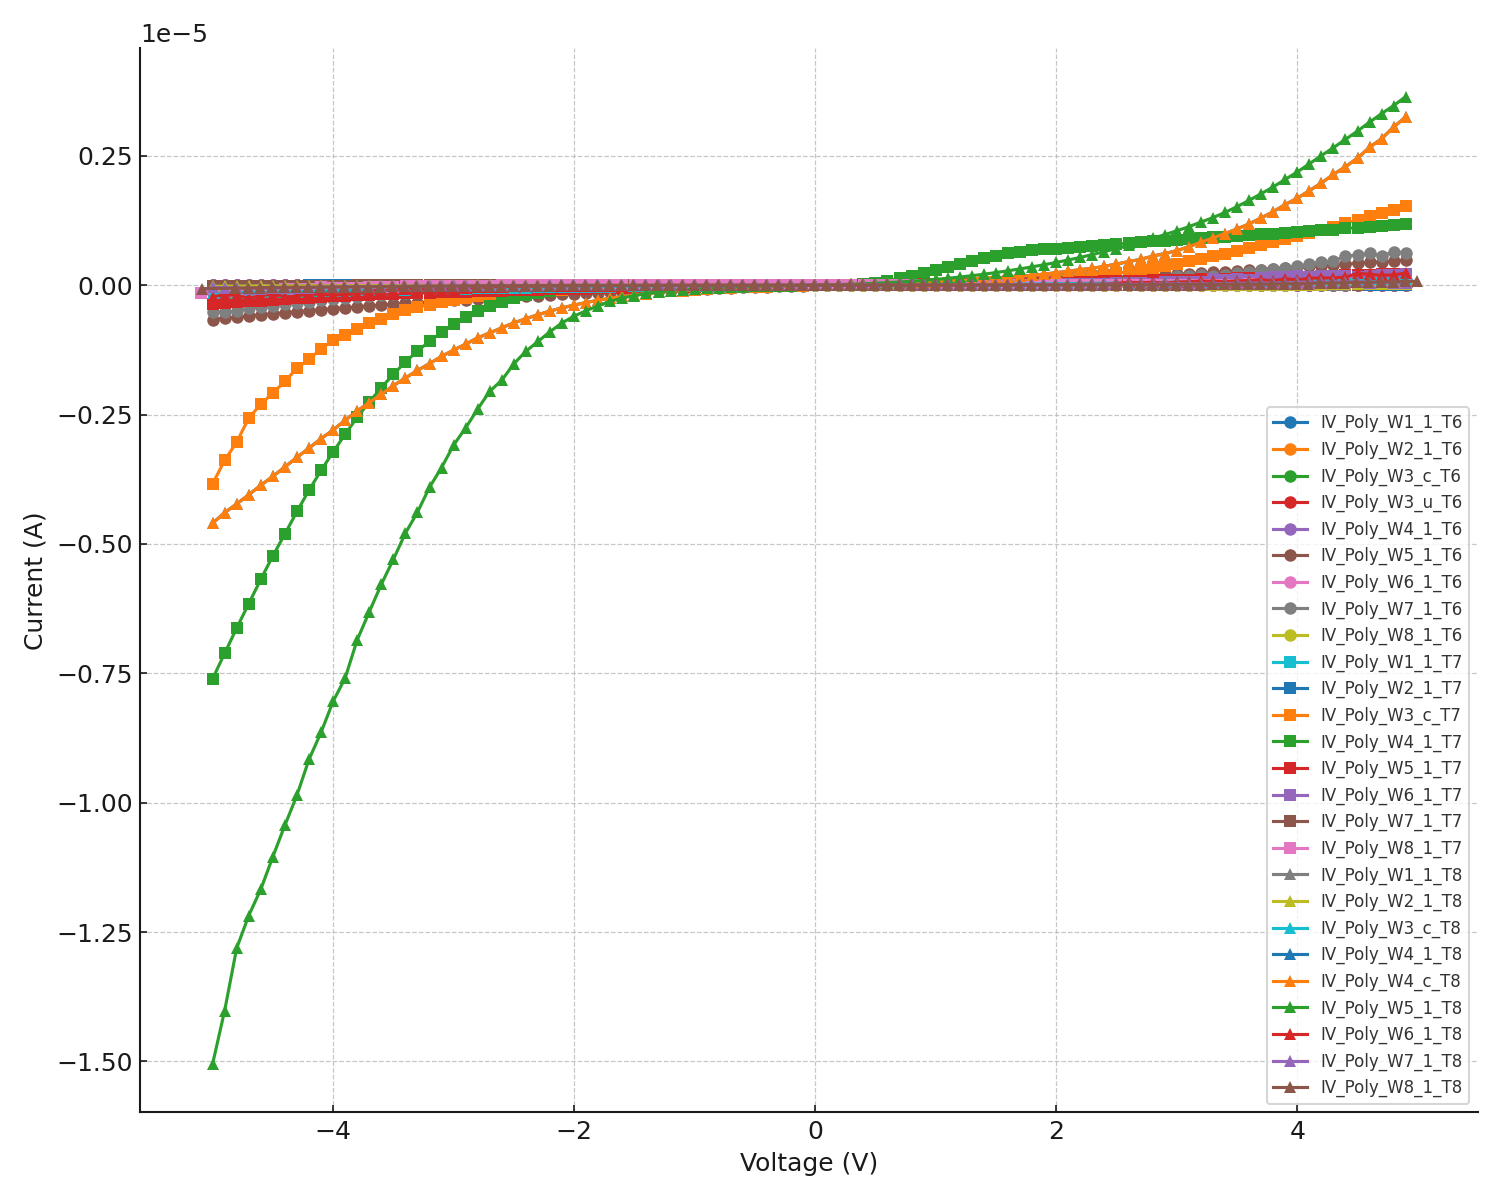 1e−5
0.25
0.00
−0.25
−0.50
−0.75
−1.00
−1.25
−1.50
Current (A)
−4
−2
0
2
4
Voltage (V)
IV_Poly_W1_1_T6
IV_Poly_W2_1_T6
IV_Poly_W3_c_T6
IV_Poly_W3_u_T6
IV_Poly_W4_1_T6
IV_Poly_W5_1_T6
IV_Poly_W6_1_T6
IV_Poly_W7_1_T6
IV_Poly_W8_1_T6
IV_Poly_W1_1_T7
IV_Poly_W2_1_T7
IV_Poly_W3_c_T7
IV_Poly_W4_1_T7
IV_Poly_W5_1_T7
IV_Poly_W6_1_T7
IV_Poly_W7_1_T7
IV_Poly_W8_1_T7
IV_Poly_W1_1_T8
IV_Poly_W2_1_T8
IV_Poly_W3_c_T8
IV_Poly_W4_1_T8
IV_Poly_W4_c_T8
IV_Poly_W5_1_T8
IV_Poly_W6_1_T8
IV_Poly_W7_1_T8
IV_Poly_W8_1_T8